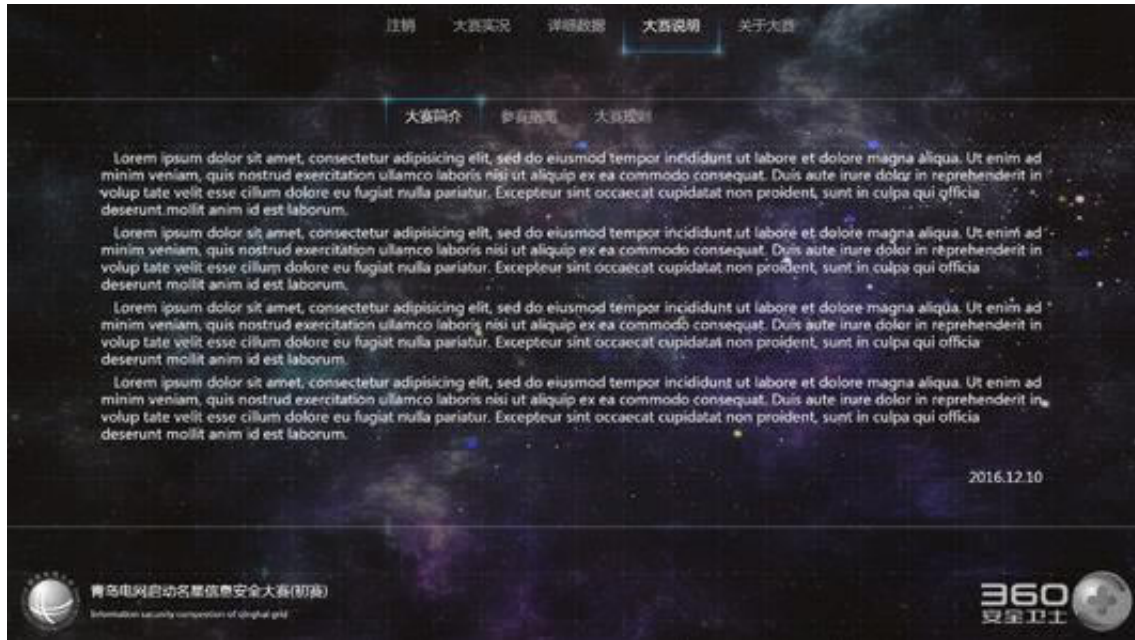 注销 大赛实况 详细数据 大赛说明 关于大赛
大赛简介 参赛指南 大赛规则
Lorem ipsum dolor sit amet, consectetur adipisicing elit, sed do eiusmod tempor incididunt ut labore et dolore magna aliqua. Ut enim ad
minim veniam, quis nostrud exercitation ullamco laboris nisi ut aliquip ex ea commodo consequat. Duis aute irure dolor in reprehenderit in
volup tate velit esse cillum dolore eu fugiat nulla pariatur. Excepteur sint occaecat cupidatat non proident, sunt in culpa qui officia
deserunt mollit anim id est laborum.
Lorem ipsum dolor sit amet, consectetur adipisicing elit, sed do eiusmod tempor incididunt ut labore et dolore magna aliqua. Ut enim ad
minim veniam, quis nostrud exercitation ullamco laboris nisi ut aliquip ex ea commodo consequat. Duis aute irure dolor in reprehenderit in
volup tate velit esse cillum dolore eu fugiat nulla pariatur. Excepteur sint occaecat cupidatat non proident, sunt in culpa qui officia
deserunt mollit anim id est laborum.
Lorem ipsum dolor sit amet, consectetur adipisicing elit, sed do eiusmod tempor incididunt ut labore et dolore magna aliqua. Ut enim ad
minim veniam, quis nostrud exercitation ullamco laboris nisi ut aliquip ex ea commodo consequat. Duis aute irure dolor in reprehenderit in
volup tate velit esse cillum dolore eu fugiat nulla pariatur. Excepteur sint occaecat cupidatat non proident, sunt in culpa qui officia
deserunt mollit anim id est laborum.
Lorem ipsum dolor sit amet, consectetur adipisicing elit, sed do eiusmod tempor incididunt ut labore et dolore magna aliqua. Ut enim ad
minim veniam, quis nostrud exercitation ullamco laboris nisi ut aliquip ex ea commodo consequat. Duis aute irure dolor in reprehenderit in
volup tate velit esse cillum dolore eu fugiat nulla pariatur. Excepteur sint occaecat cupidatat non proident, sunt in culpa qui officia
deserunt mollit anim id est laborum.
2016.12.10
青岛电网启动名星信息安全大赛(初赛)
Information security competition of qinghai grid
360
安全卫士